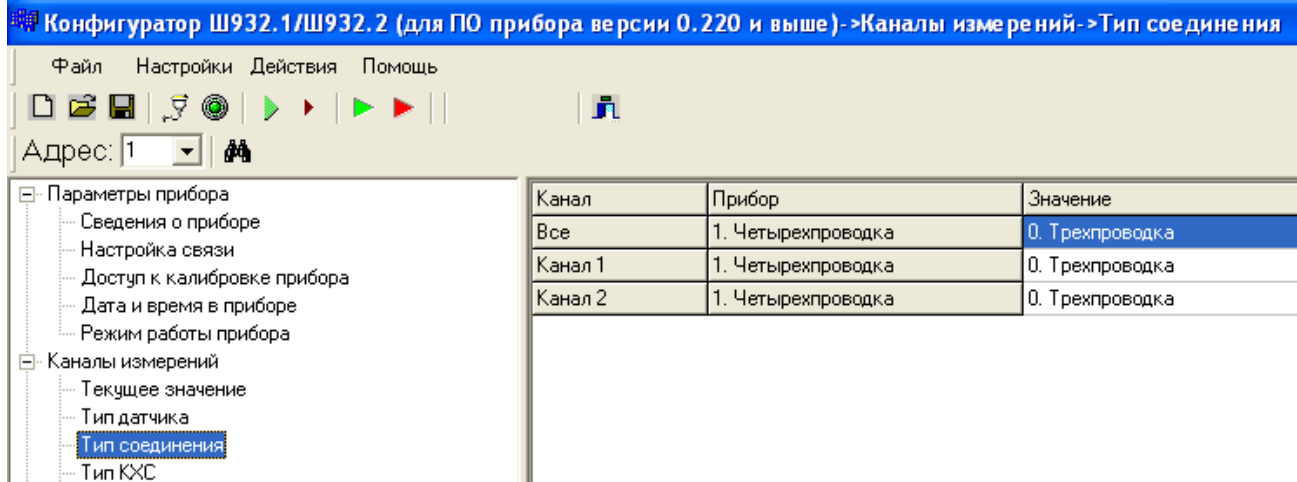 Конфигуратор Ш932.1/Ш932.2 (для ПО прибора версии 0.220 и выше)->Каналы измерений->Тип соединения
Файл Настройки Действия Помощь
Адрес: 1
Параметры прибора
Сведения о приборе
Настройка связи
Доступ к калибровке прибора
Дата и время в приборе
Режим работы прибора
Каналы измерений
Текущее значение
Тип датчика
Тип соединения
Тип КХС
Канал Прибор Значение
Все 1. Четырехпроводка 0. Трехпроводка
Канал 1 1. Четырехпроводка 0. Трехпроводка
Канал 2 1. Четырехпроводка 0. Трехпроводка